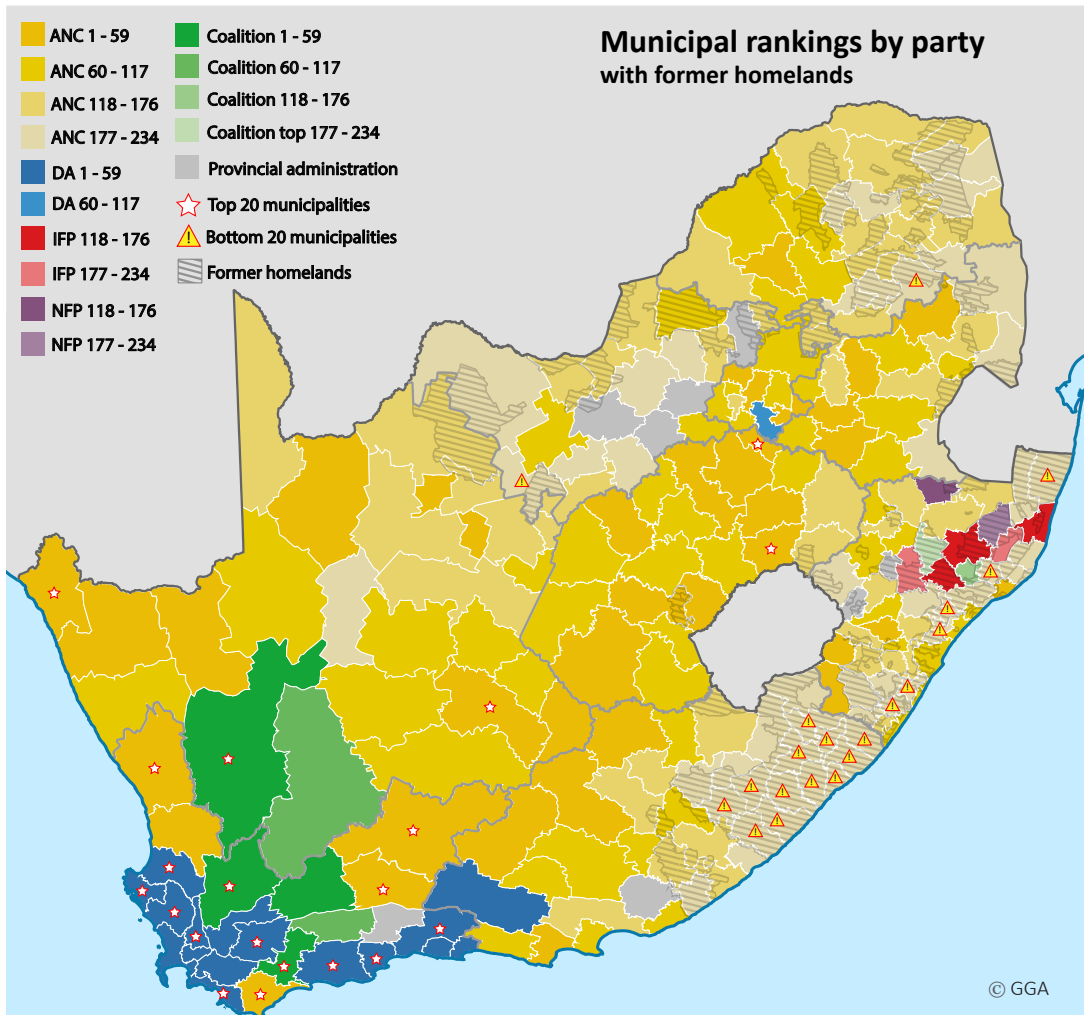 Municipal rankings by party
with former homelands
ANC 1 - 59
ANC 60 - 117
ANC 118 - 176
ANC 177 - 234
DA 1 - 59
DA 60 - 117
IFP 118 - 176
IFP 177 - 234
NFP 118 - 176
NFP 177 - 234
Coalition 1 - 59
Coalition 60 - 117
Coalition 118 - 176
Coalition top 177 - 234
Provincial administration
Top 20 municipalities
Bottom 20 municipalities
Former homelands
© GGA